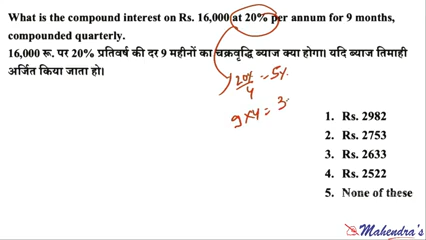 What is the compound interest on Rs. 16,000 at 20% per annum for 9 months,
compounded quarterly.
16,000 रू. पर 20% प्रतिवर्ष की दर 9 महीनों का चक्रवृद्धि ब्याज क्या होगा। यदि ब्याज तिमाही
अर्जित किया जाता हो।
20%/4 = 5%
9×4 = 3
1. Rs. 2982
2. Rs. 2753
3. Rs. 2633
4. Rs. 2522
5. None of these
Mahendra's